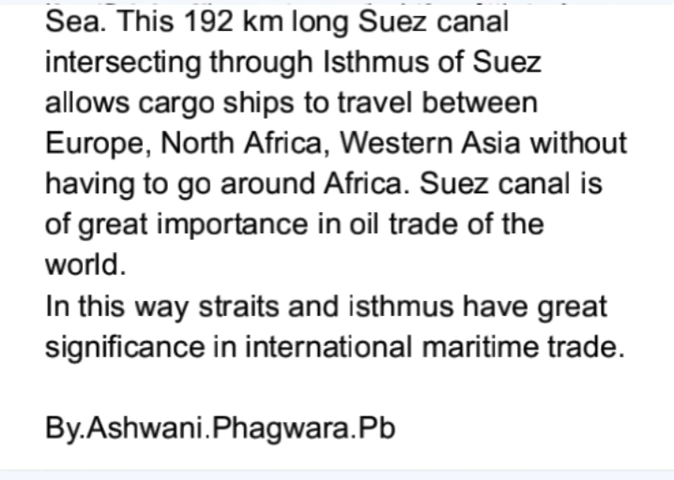 Sea. This 192 km long Suez canal
intersecting through Isthmus of Suez
allows cargo ships to travel between
Europe, North Africa, Western Asia without
having to go around Africa. Suez canal is
of great importance in oil trade of the
world.
In this way straits and isthmus have great
significance in international maritime trade.
By.Ashwani.Phagwara.Pb